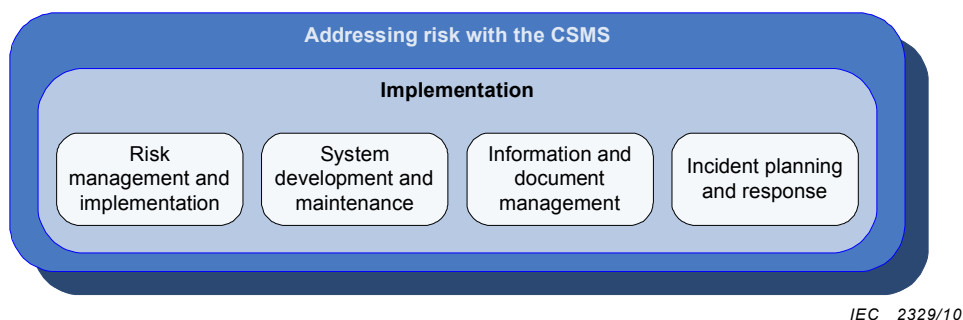 Addressing risk with the CSMS
Implementation
Risk
management and
implementation
System
development and
maintenance
Information and
document
management
Incident planning
and response
IEC 2329/10